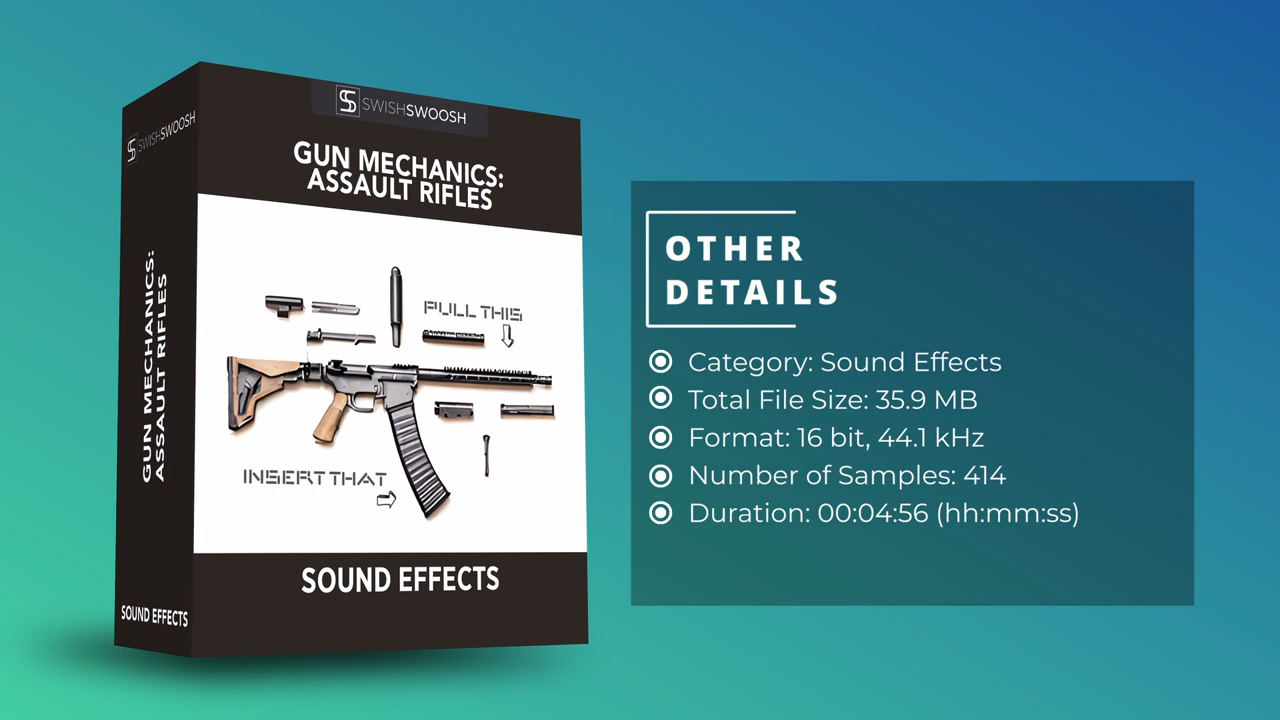 SWISHSWOOSH
GUN MECHANICS:
ASSAULT RIFLES
PULL THIS
INSERT THAT
SOUND EFFECTS
SWISHSWOOSH
GUN MECHANICS:
ASSAULT RIFLES
SOUND EFFECTS
OTHER
DETAILS
Category: Sound Effects
Total File Size: 35.9 MB
Format: 16 bit, 44.1 kHz
Number of Samples: 414
Duration: 00:04:56 (hh:mm:ss)